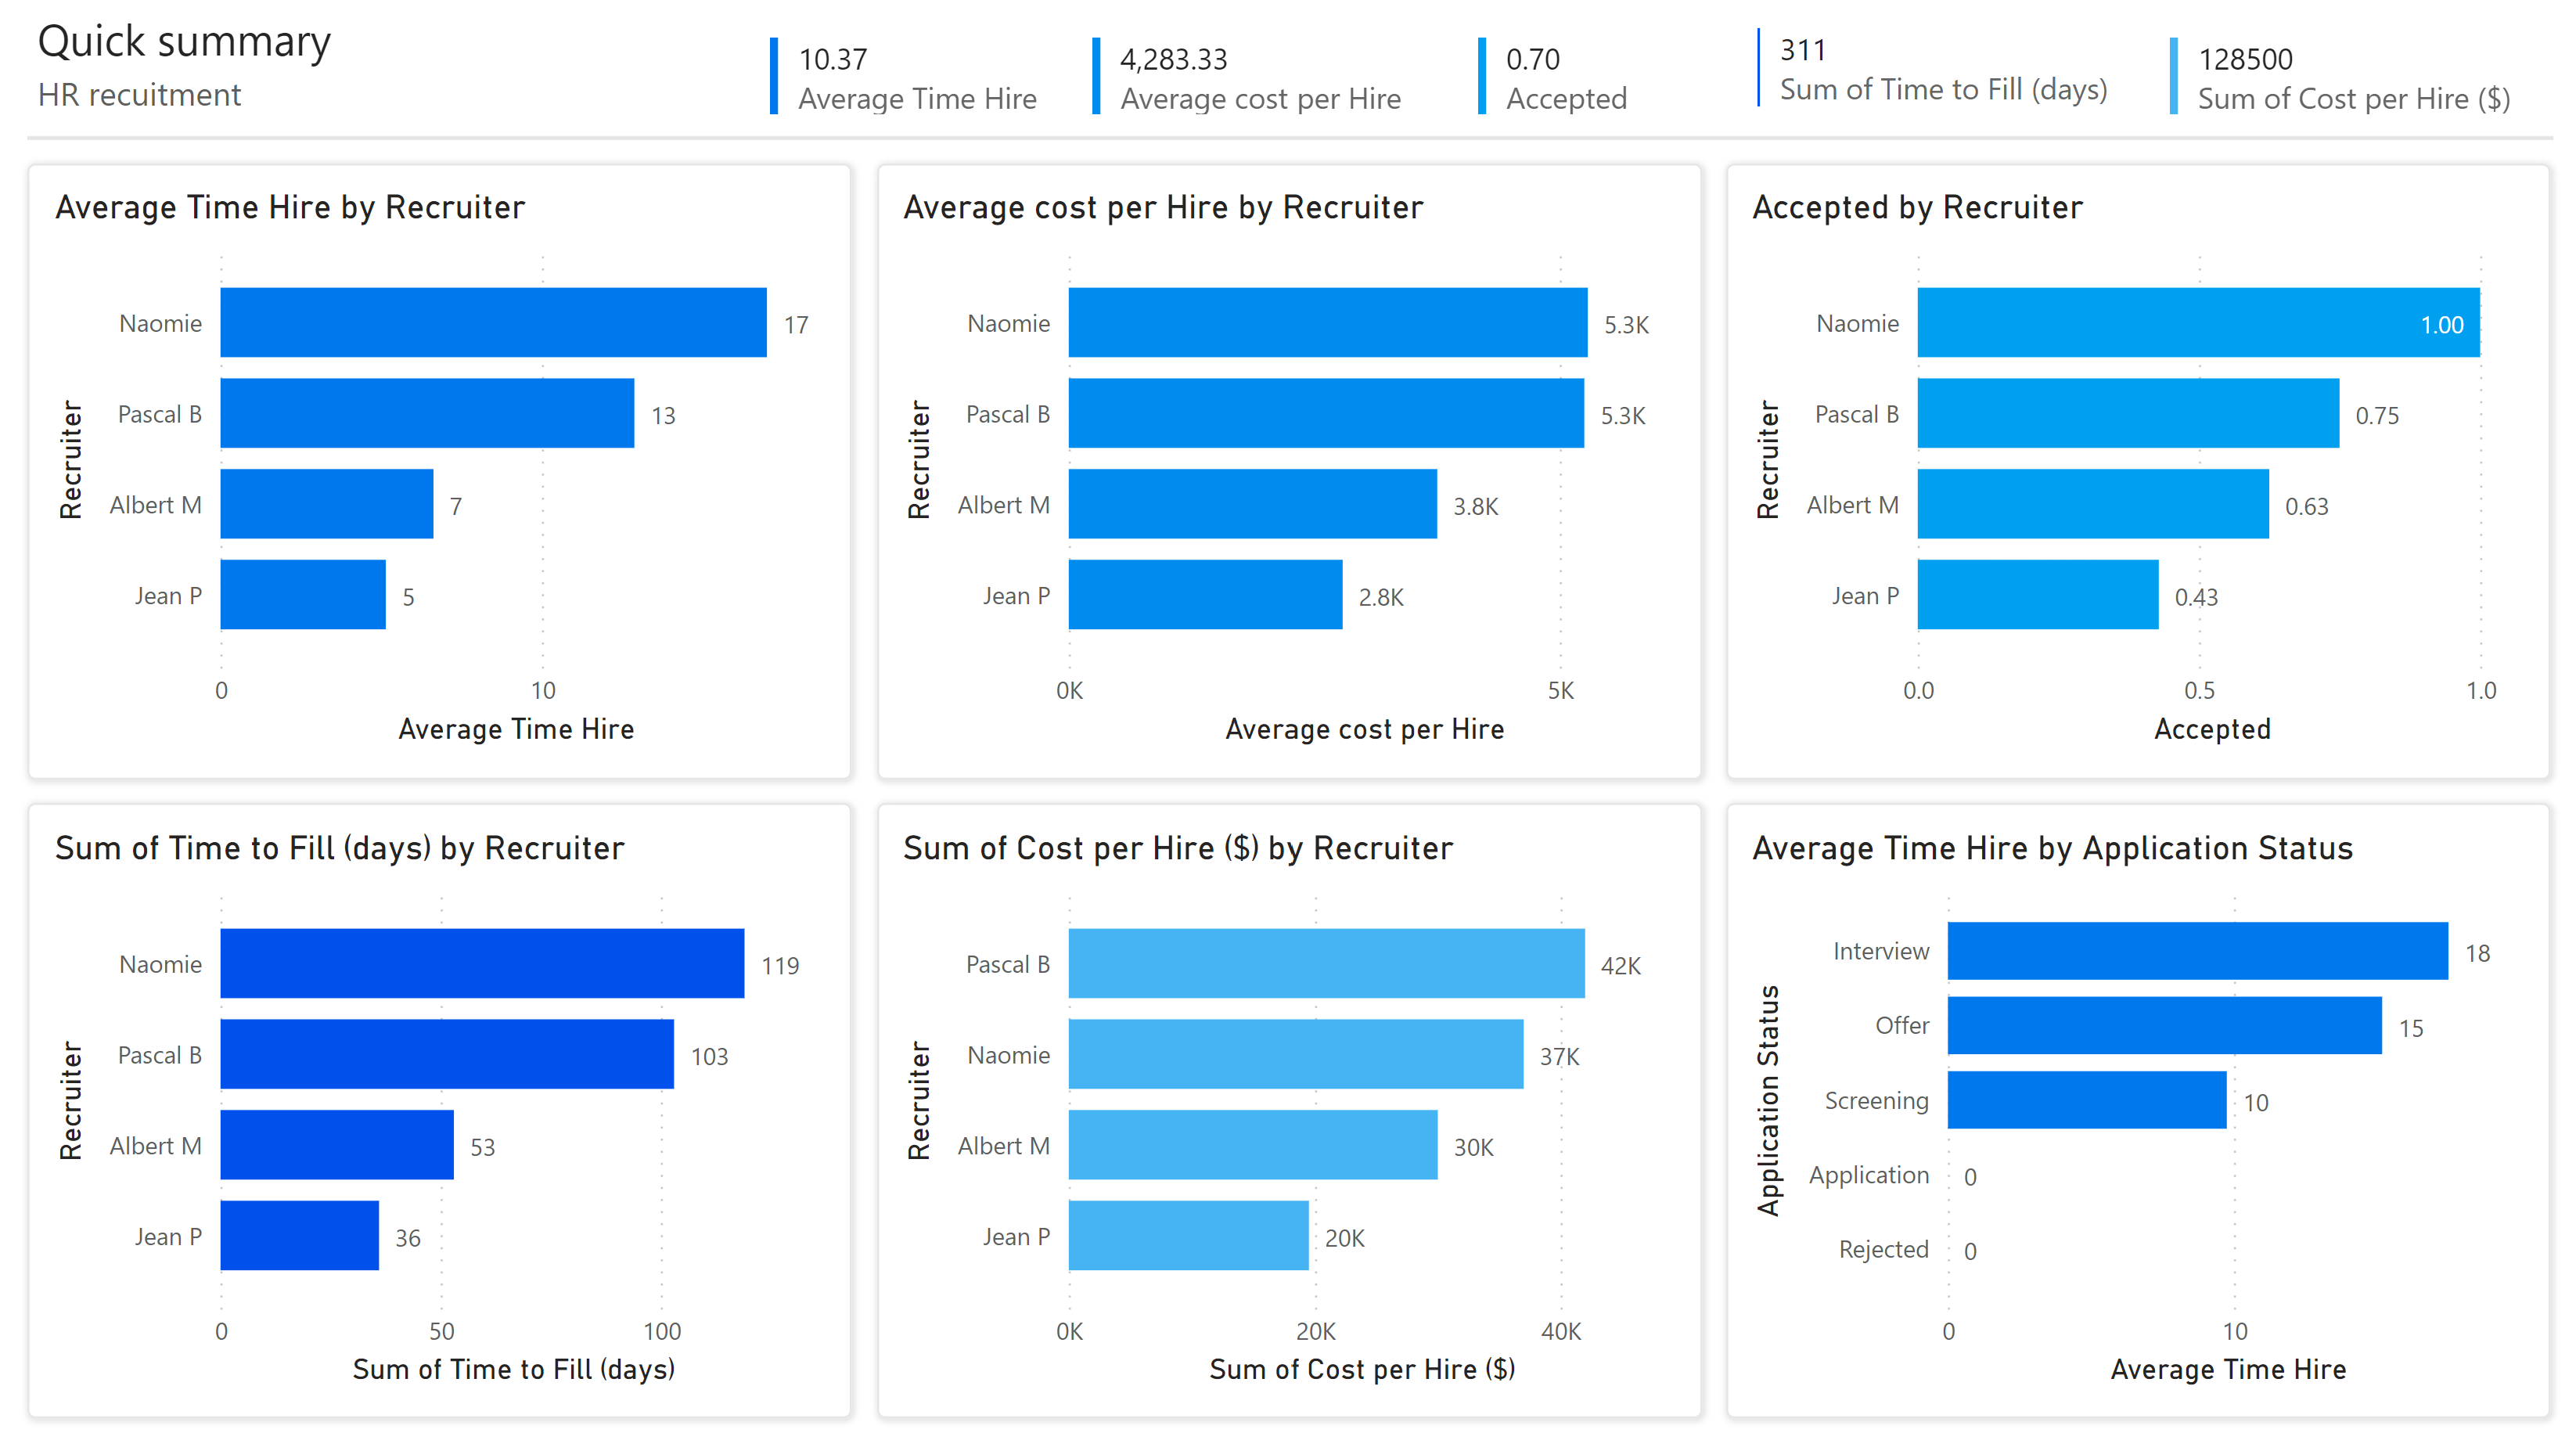 Quick summary
HR recuitment
10.37
Average Time Hire
4,283.33
Average cost per Hire
0.70
Accepted
311
Sum of Time to Fill (days)
128500
Sum of Cost per Hire ($)
Average Time Hire by Recruiter
Recruiter
Naomie 17
Pascal B 13
Albert M 7
Jean P 5
0 10
Average Time Hire
Average cost per Hire by Recruiter
Recruiter
Naomie 5.3K
Pascal B 5.3K
Albert M 3.8K
Jean P 2.8K
0K 5K
Average cost per Hire
Accepted by Recruiter
Recruiter
Naomie 1.00
Pascal B 0.75
Albert M 0.63
Jean P 0.43
0.0 0.5 1.0
Accepted
Sum of Time to Fill (days) by Recruiter
Recruiter
Naomie 119
Pascal B 103
Albert M 53
Jean P 36
0 50 100
Sum of Time to Fill (days)
Sum of Cost per Hire ($) by Recruiter
Recruiter
Pascal B 42K
Naomie 37K
Albert M 30K
Jean P 20K
0K 20K 40K
Sum of Cost per Hire ($)
Average Time Hire by Application Status
Application Status
Interview 18
Offer 15
Screening 10
Application 0
Rejected 0
0 10
Average Time Hire